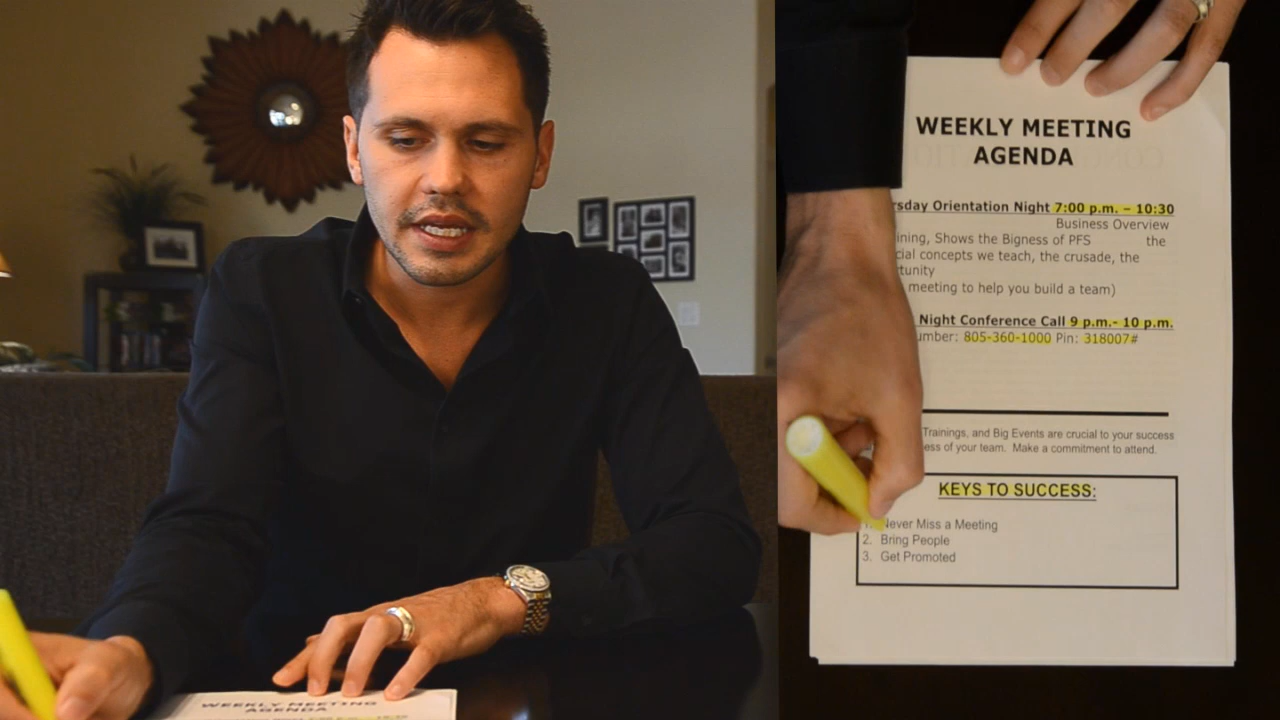 WEEKLY MEETING
AGENDA
rsday Orientation Night 7:00 p.m. – 10:30
Business Overview
ining, Shows the Bigness of PFS the
cial concepts we teach, the crusade, the
rtunity
meeting to help you build a team)
Night Conference Call 9 p.m.- 10 p.m.
umber: 805-360-1000 Pin: 318007#
Trainings, and Big Events are crucial to your success
ess of your team. Make a commitment to attend.
KEYS TO SUCCESS:
1. Never Miss a Meeting
2. Bring People
3. Get Promoted
WEEKLY MEETING
AGENDA